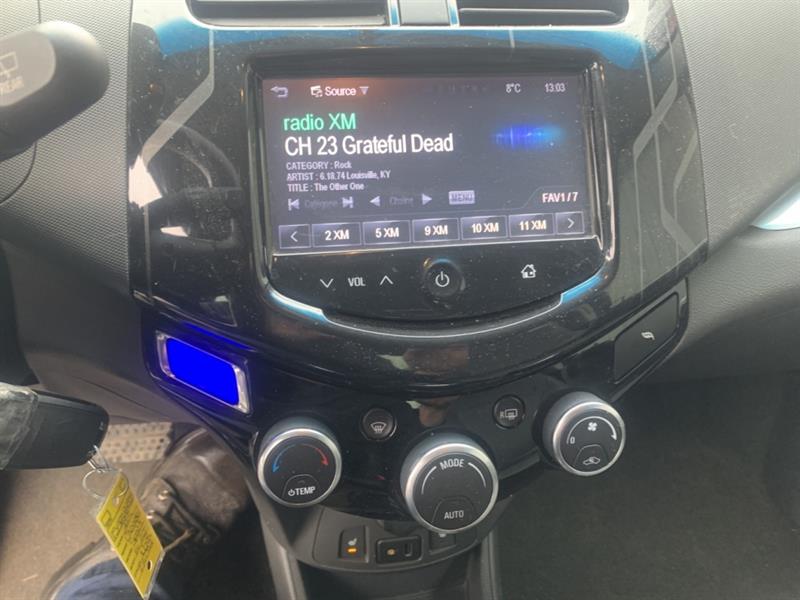 REAR
Source
8°C
13:03
radio XM
CH 23 Grateful Dead
CATEGORY : Rock
ARTIST : 6.18.74 Louisville, KY
TITLE : The Other One
Category
MENU
FAV1/7
2 XM
5 XM
9 XM
10 XM
11 XM
VOL
R
TEMP
MODE
AUTO
0